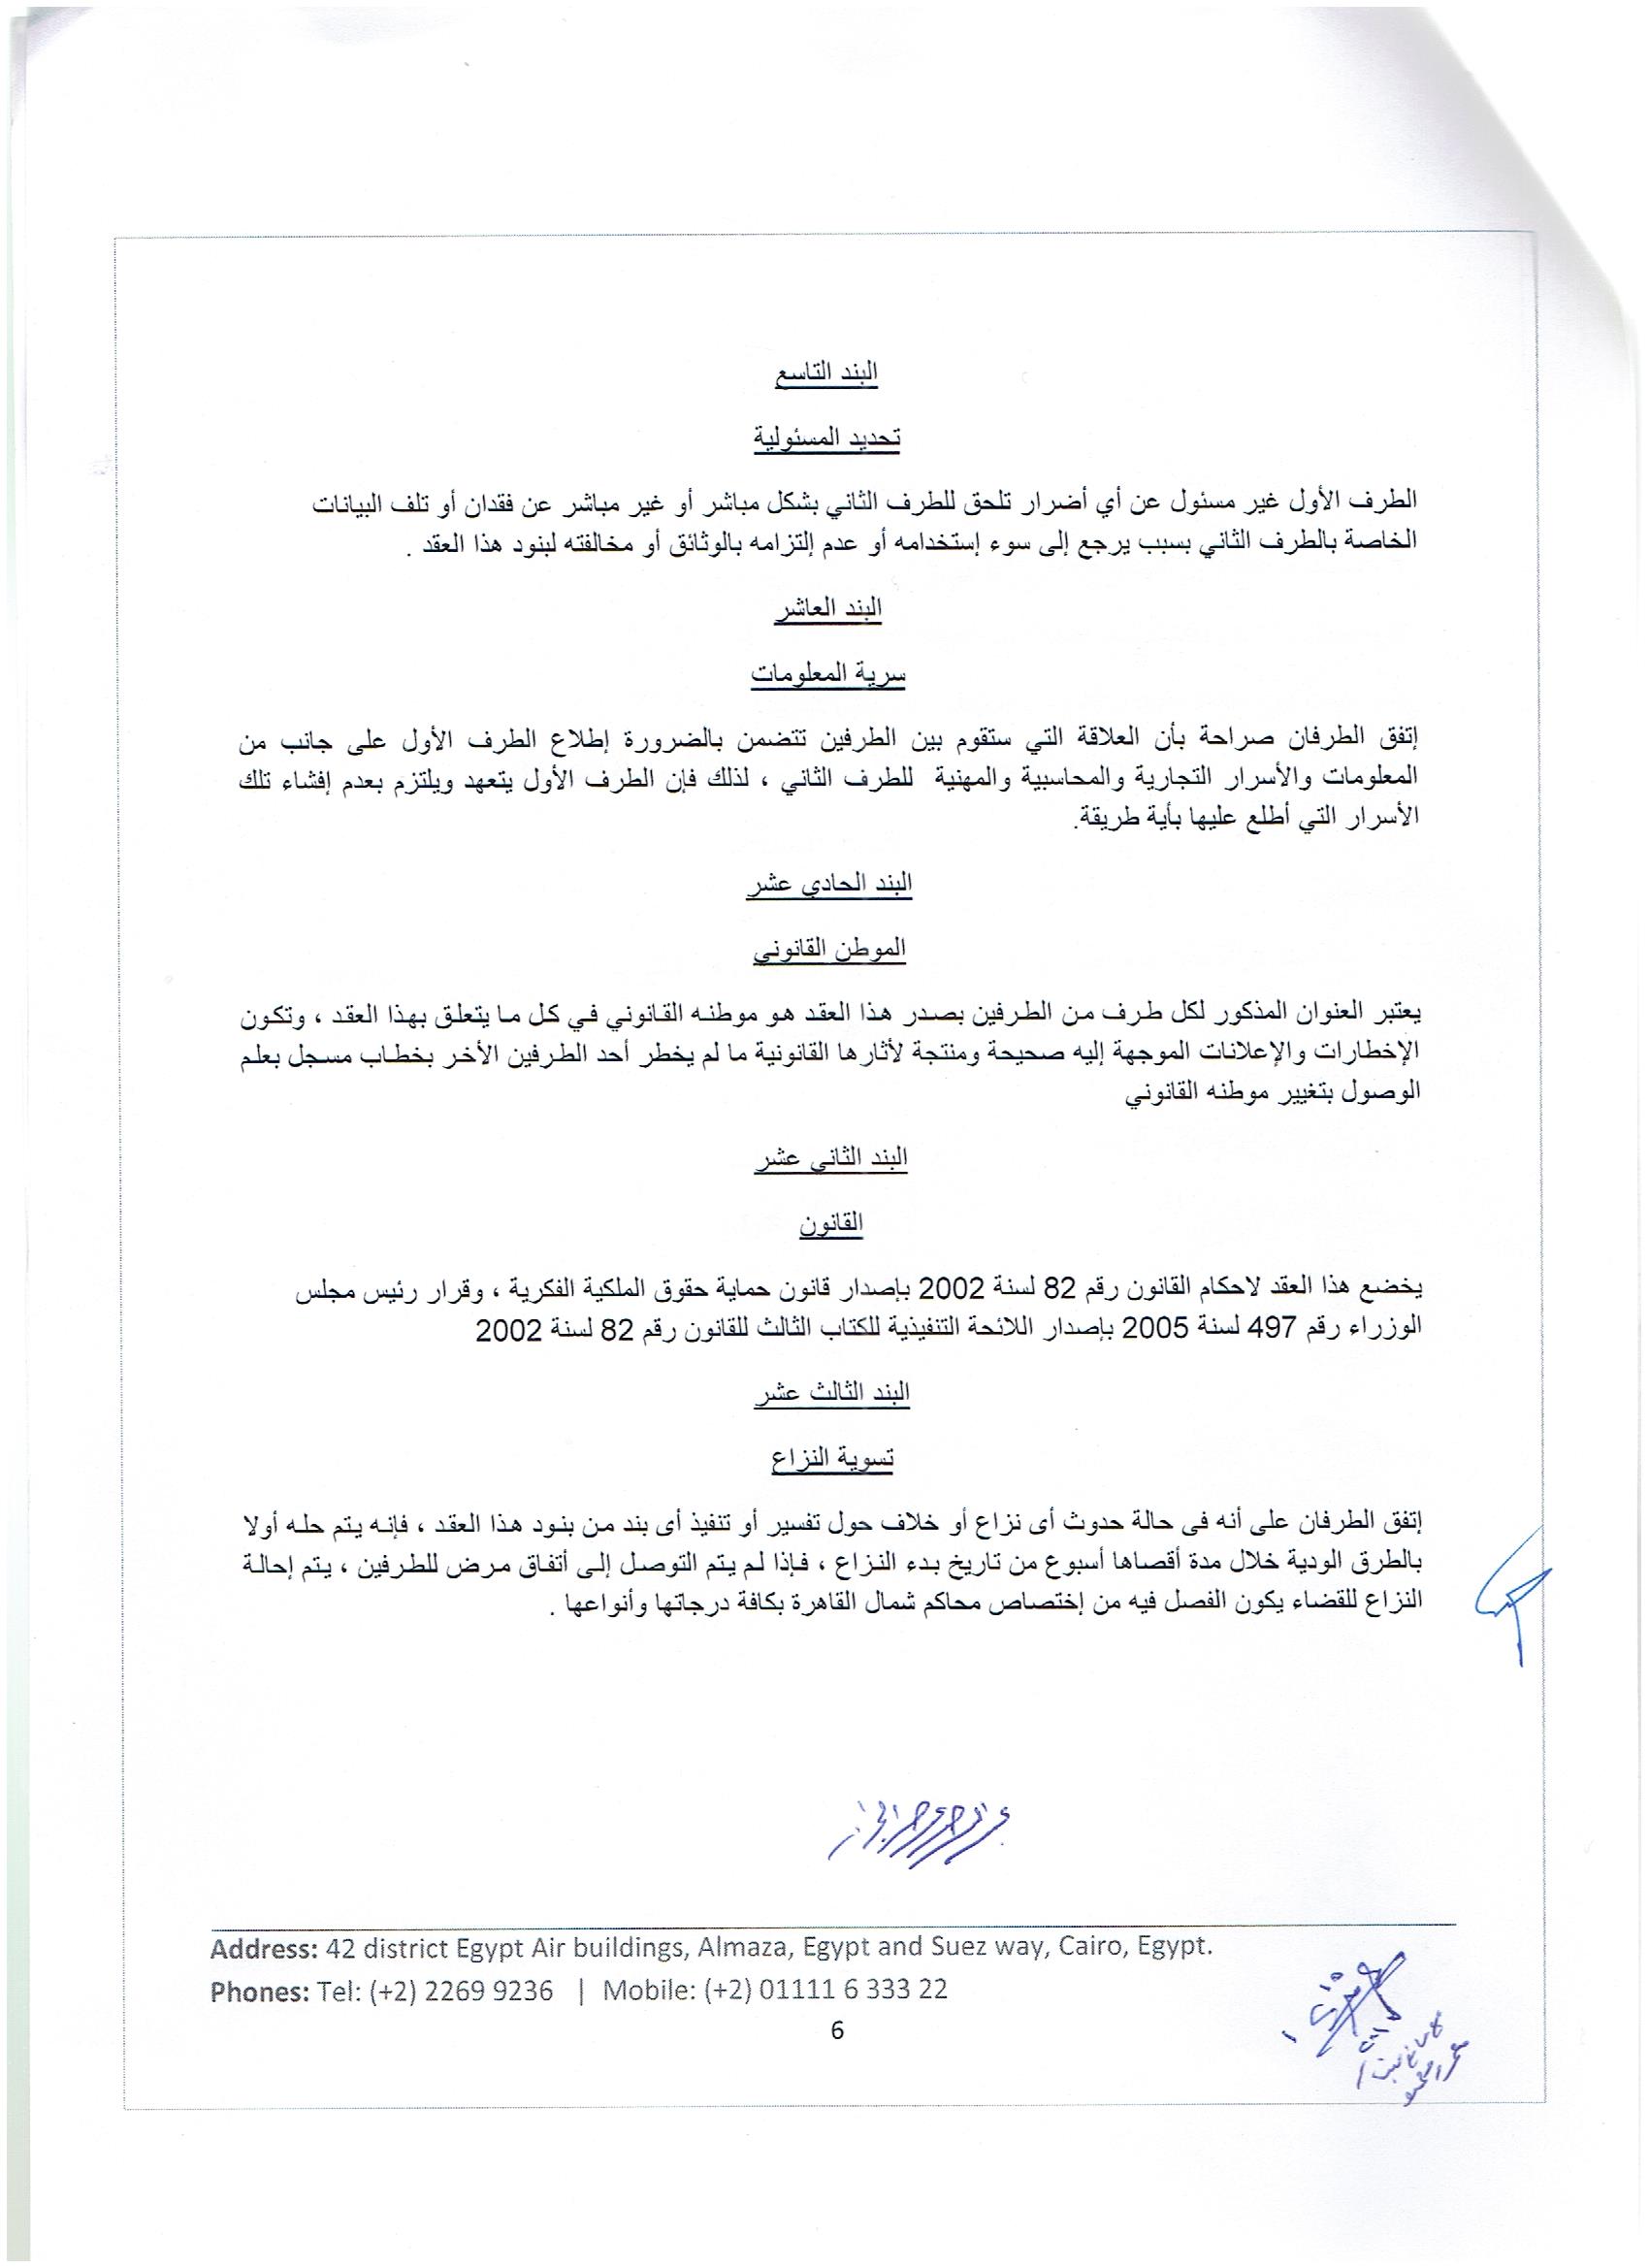 البند التاسع
تحديد المسئولية
الطرف الأول غير مسئول عن أي أضرار تلحق للطرف الثاني بشكل مباشر أو غير مباشر عن فقدان أو تلف البيانات
الخاصة بالطرف الثاني بسبب يرجع إلى سوء إستخدامه أو عدم إلتزامه بالوثائق أو مخالفته لبنود هذا العقد .
البند العاشر
سرية المعلومات
إتفق الطرفان صراحة بأن العلاقة التي ستقوم بين الطرفين تتضمن بالضرورة إطلاع الطرف الأول على جانب من
المعلومات والأسرار التجارية والمحاسبية والمهنية للطرف الثاني ، لذلك فإن الطرف الأول يتعهد ويلتزم بعدم إفشاء تلك
الأسرار التي أطلع عليها بأية طريقة.
البند الحادي عشر
الموطن القانوني
يعتبر العنوان المذكور لكل طرف من الطرفين بصدر هذا العقد هو موطنه القانوني في كل ما يتعلق بهذا العقد ، وتكون
الإخطارات والإعلانات الموجهة إليه صحيحة ومنتجة لأثارها القانونية ما لم يخطر أحد الطرفين الأخر بخطاب مسجل بعلم
الوصول بتغيير موطنه القانوني
البند الثاني عشر
القانون
يخضع هذا العقد لاحكام القانون رقم 82 لسنة 2002 بإصدار قانون حماية حقوق الملكية الفكرية ، وقرار رئيس مجلس
الوزراء رقم 497 لسنة 2005 بإصدار اللائحة التنفيذية للكتاب الثالث للقانون رقم 82 لسنة 2002
البند الثالث عشر
تسوية النزاع
إتفق الطرفان على أنه فى حالة حدوث أى نزاع أو خلاف حول تفسير أو تنفيذ أى بند من بنود هذا العقد ، فإنه يتم حله أولا
بالطرق الودية خلال مدة أقصاها أسبوع من تاريخ بدء النزاع ، فإذا لم يتم التوصل إلى أتفاق مرض للطرفين ، يتم إحالة
النزاع للقضاء يكون الفصل فيه من إختصاص محاكم شمال القاهرة بكافة درجاتها وأنواعها .
Address: 42 district Egypt Air buildings, Almaza, Egypt and Suez way, Cairo, Egypt.
Phones: Tel: (+2) 2269 9236 | Mobile: (+2) 01111 6 333 22
6